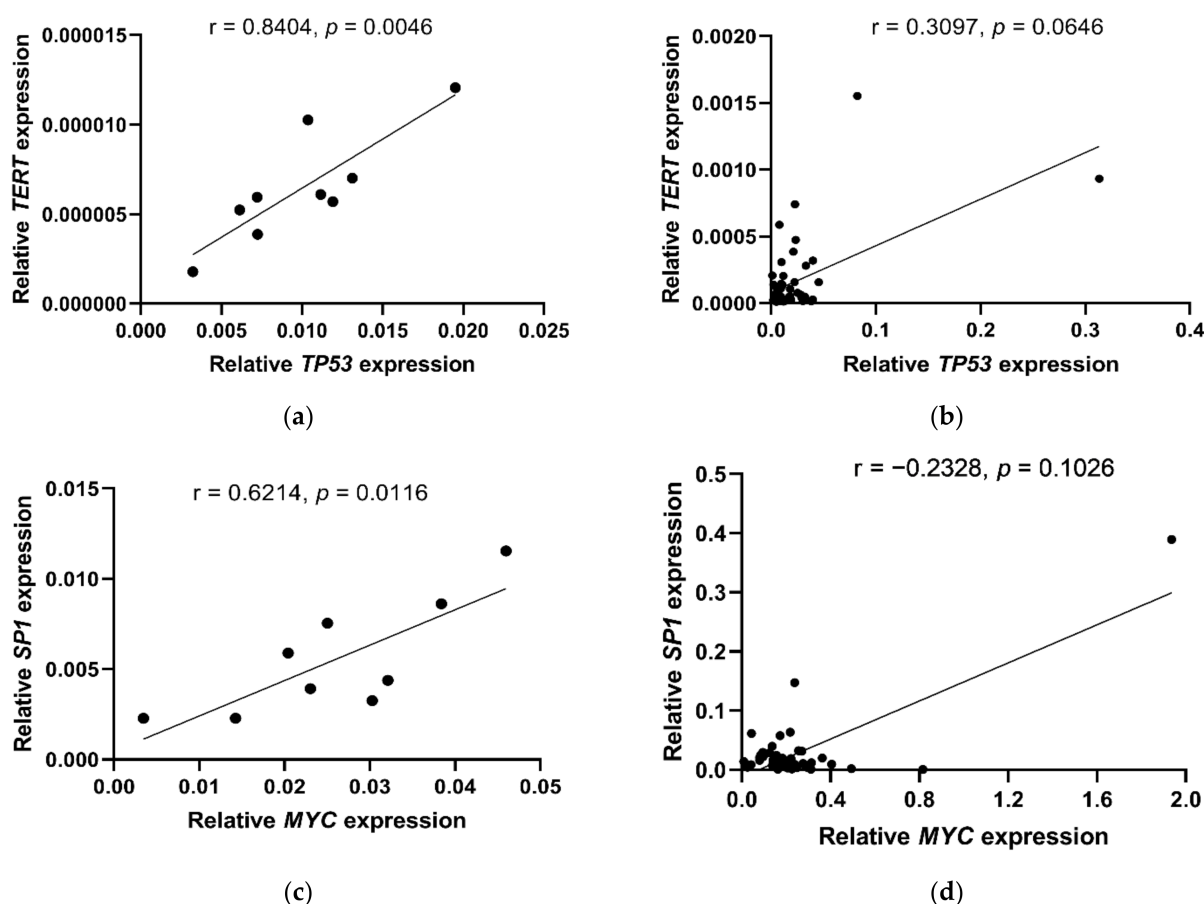 r = 0.8404, p = 0.0046
0.000015
0.000010
0.000005
0.000000
Relative TERT expression
0.000 0.005 0.010 0.015 0.020 0.025
Relative TP53 expression
(a)
r = 0.3097, p = 0.0646
0.0020
0.0015
0.0010
0.0005
0.0000
Relative TERT expression
0.0 0.1 0.2 0.3 0.4
Relative TP53 expression
(b)
r = 0.6214, p = 0.0116
0.015
0.010
0.005
0.000
Relative SP1 expression
0.00 0.01 0.02 0.03 0.04 0.05
Relative MYC expression
(c)
r = −0.2328, p = 0.1026
0.5
0.4
0.3
0.2
0.1
0.0
Relative SP1 expression
0.0 0.4 0.8 1.2 1.6 2.0
Relative MYC expression
(d)